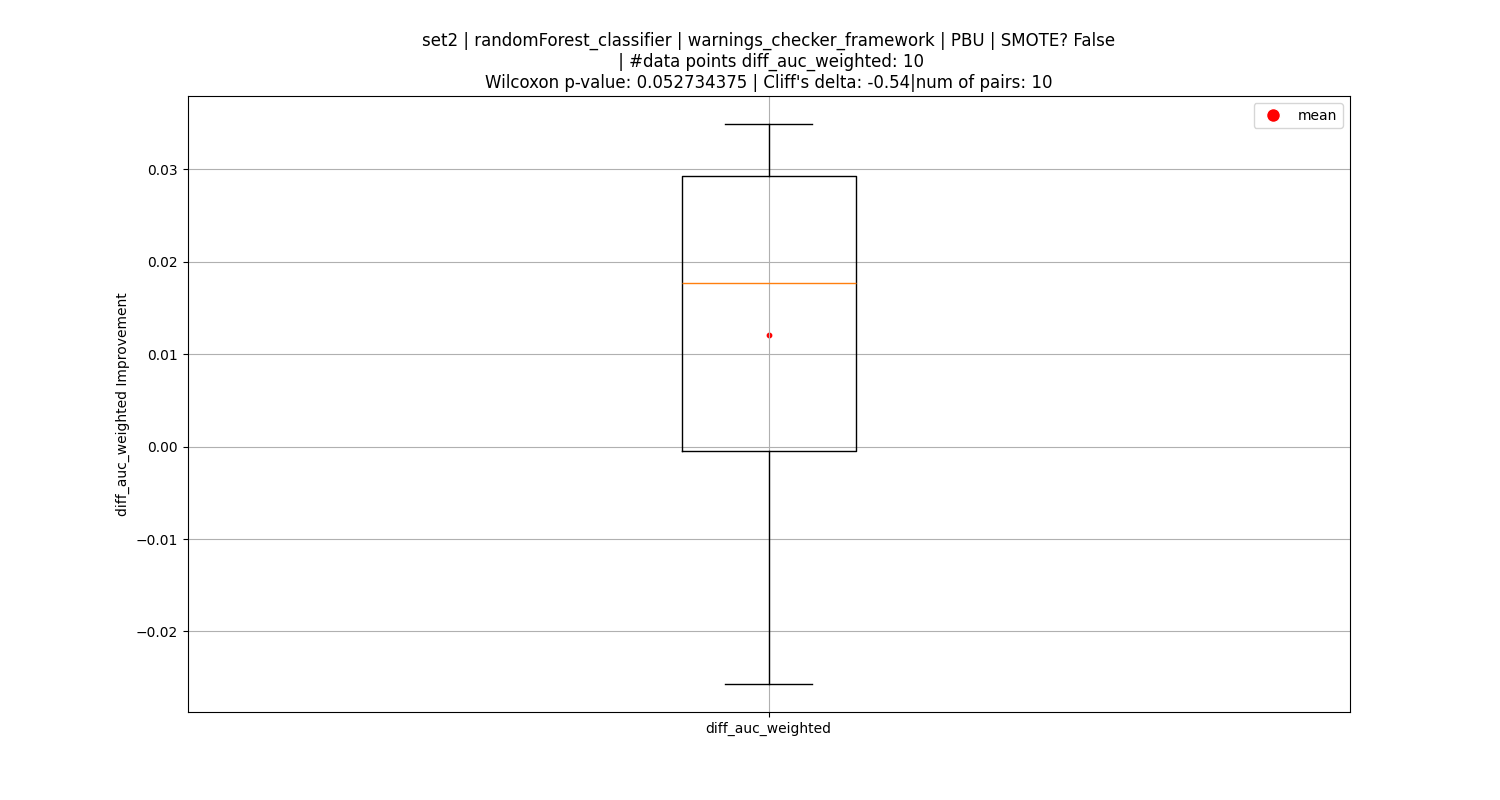 set2 | randomForest_classifier | warnings_checker_framework | PBU | SMOTE? False
| #data points diff_auc_weighted: 10
Wilcoxon p-value: 0.052734375 | Cliff's delta: -0.54|num of pairs: 10
mean
0.03
0.02
0.01
0.00
−0.01
−0.02
diff_auc_weighted Improvement
diff_auc_weighted